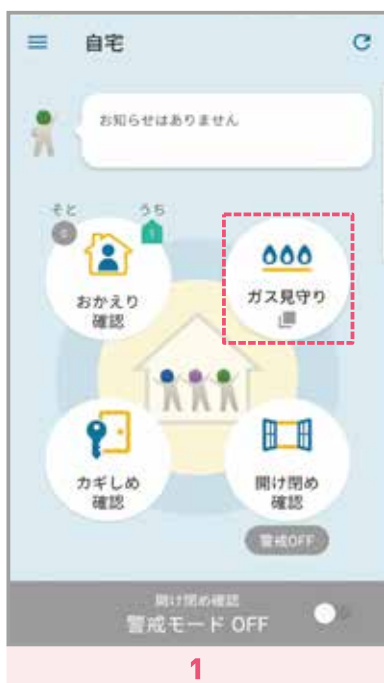 自宅
お知らせはありません
そと
うち
おかえり
確認
ガス見守り
カギしめ
確認
開け閉め
確認
警戒OFF
開け閉め確認
警戒モード OFF
1